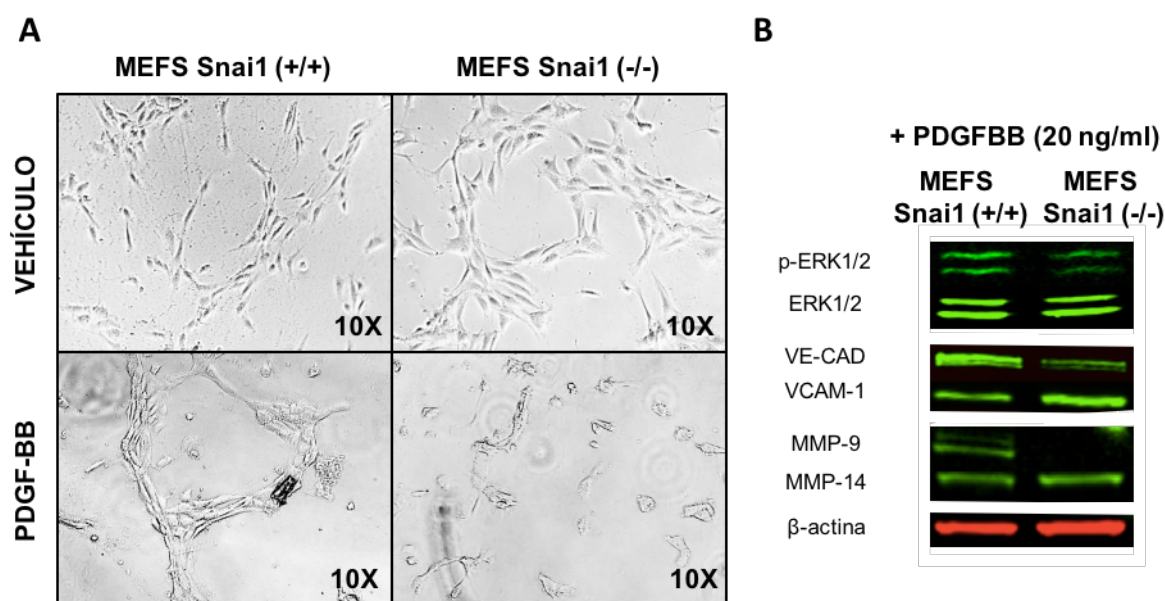 A
B
MEFS Snai1 (+/+)
MEFS Snai1 (-/-)
VEHÍCULO
10X
10X
PDGF-BB
10X
10X
+ PDGFBB (20 ng/ml)
MEFS
Snai1 (+/+)
MEFS
Snai1 (-/-)
p-ERK1/2
ERK1/2
VE-CAD
VCAM-1
MMP-9
MMP-14
β-actina